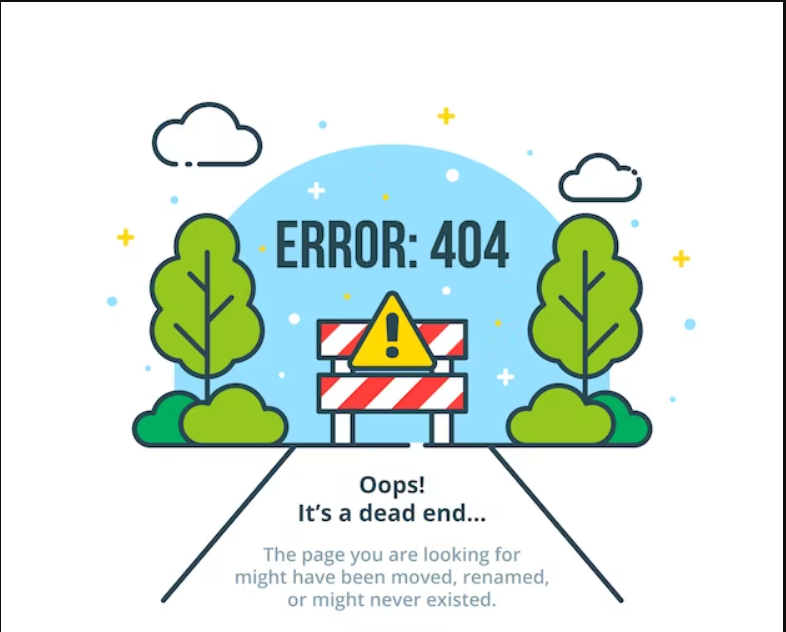 ERROR: 404
!
Oops!
It's a dead end...
The page you are looking for
might have been moved, renamed,
or might never existed.